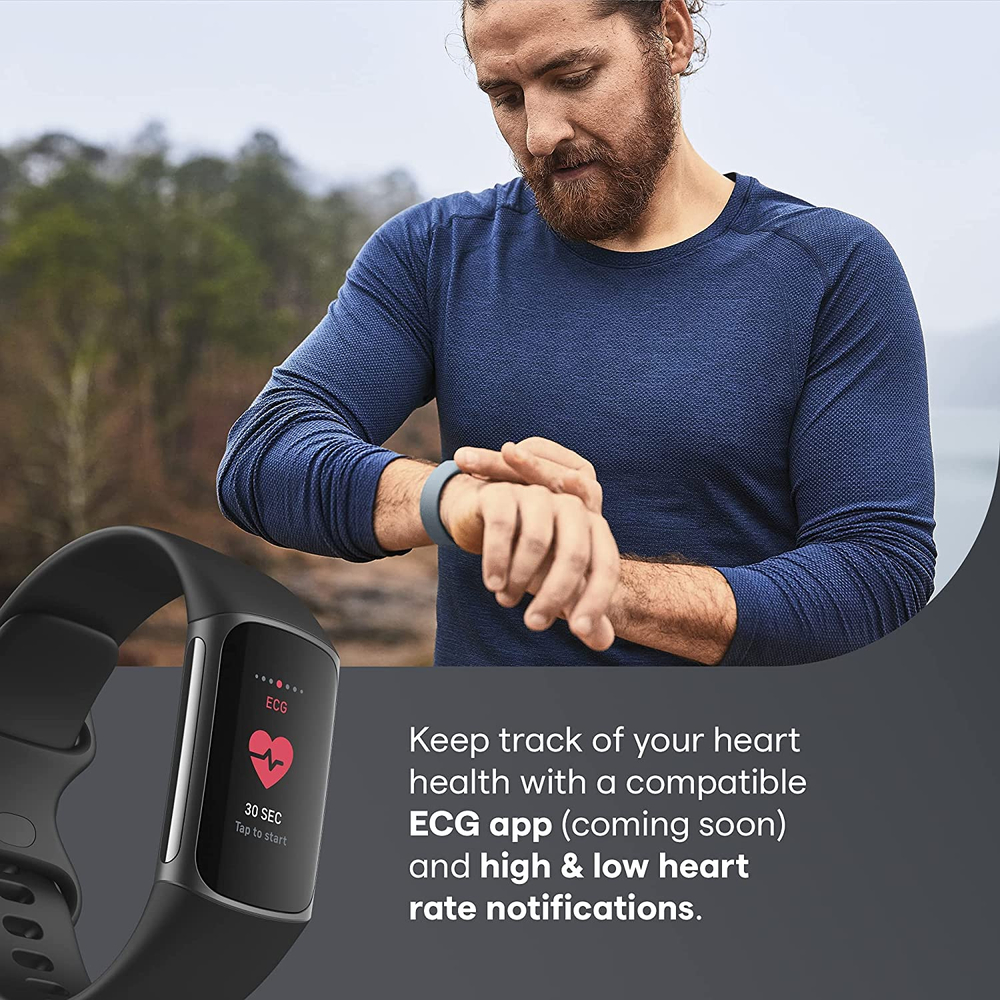 ECG
30 SEC
Tap to start
Keep track of your heart
health with a compatible
ECG app (coming soon)
and high & low heart
rate notifications.